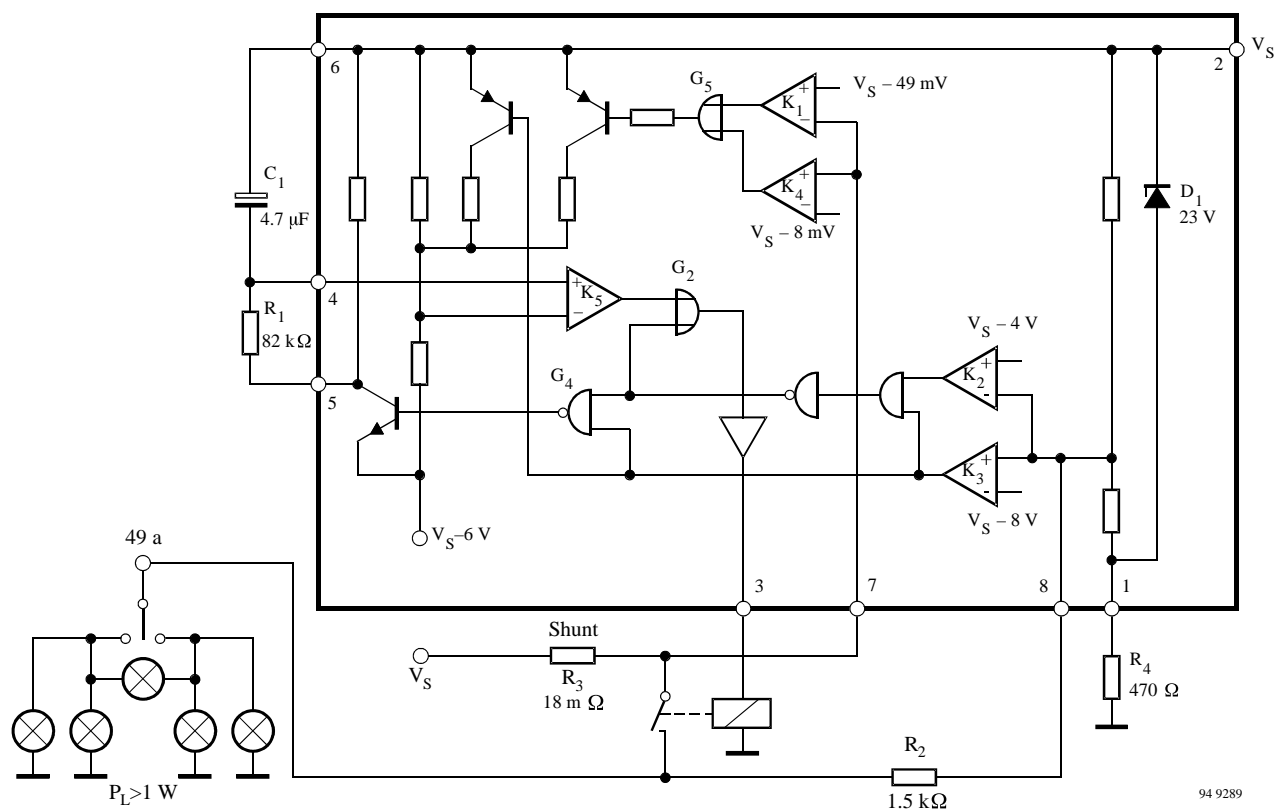 6
2
V_S
G_5
K_1
+
−
V_S – 49 mV
K_4
+
−
V_S – 8 mV
C_1
4.7 µF
D_1
23 V
4
R_1
82 kΩ
5
+
K_5
−
G_2
G_4
V_S – 4 V
K_2
+
-
K_3
+
-
V_S – 8 V
V_S–6 V
49 a
3
7
8
1
Shunt
V_S
R_3
18 m Ω
R_4
470 Ω
R_2
1.5 kΩ
P_L>1 W
94 9289